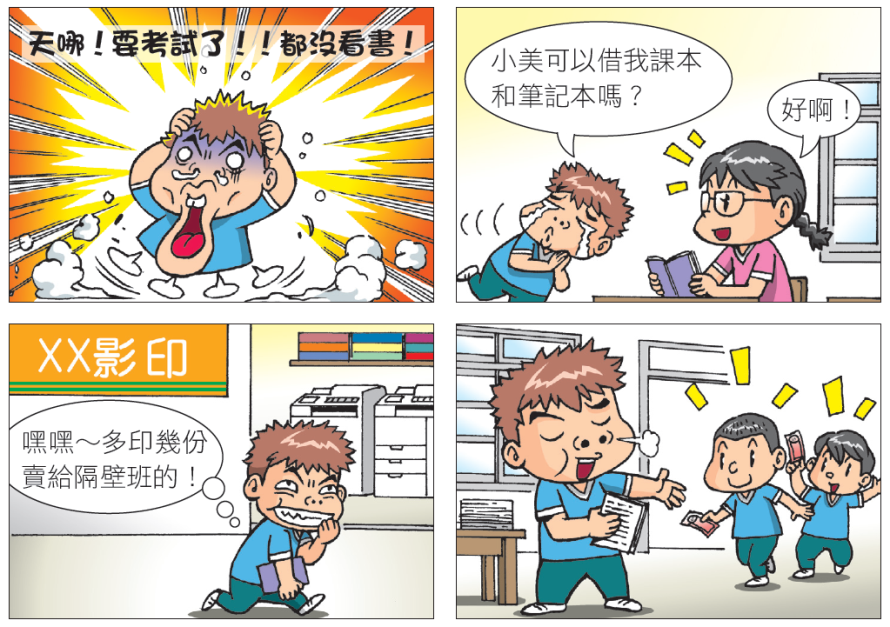 天哪！要考試了！！都沒看書！
小美可以借我課本
和筆記本嗎？
好啊！
XX影印
嘿嘿～多印幾份
賣給隔壁班的！